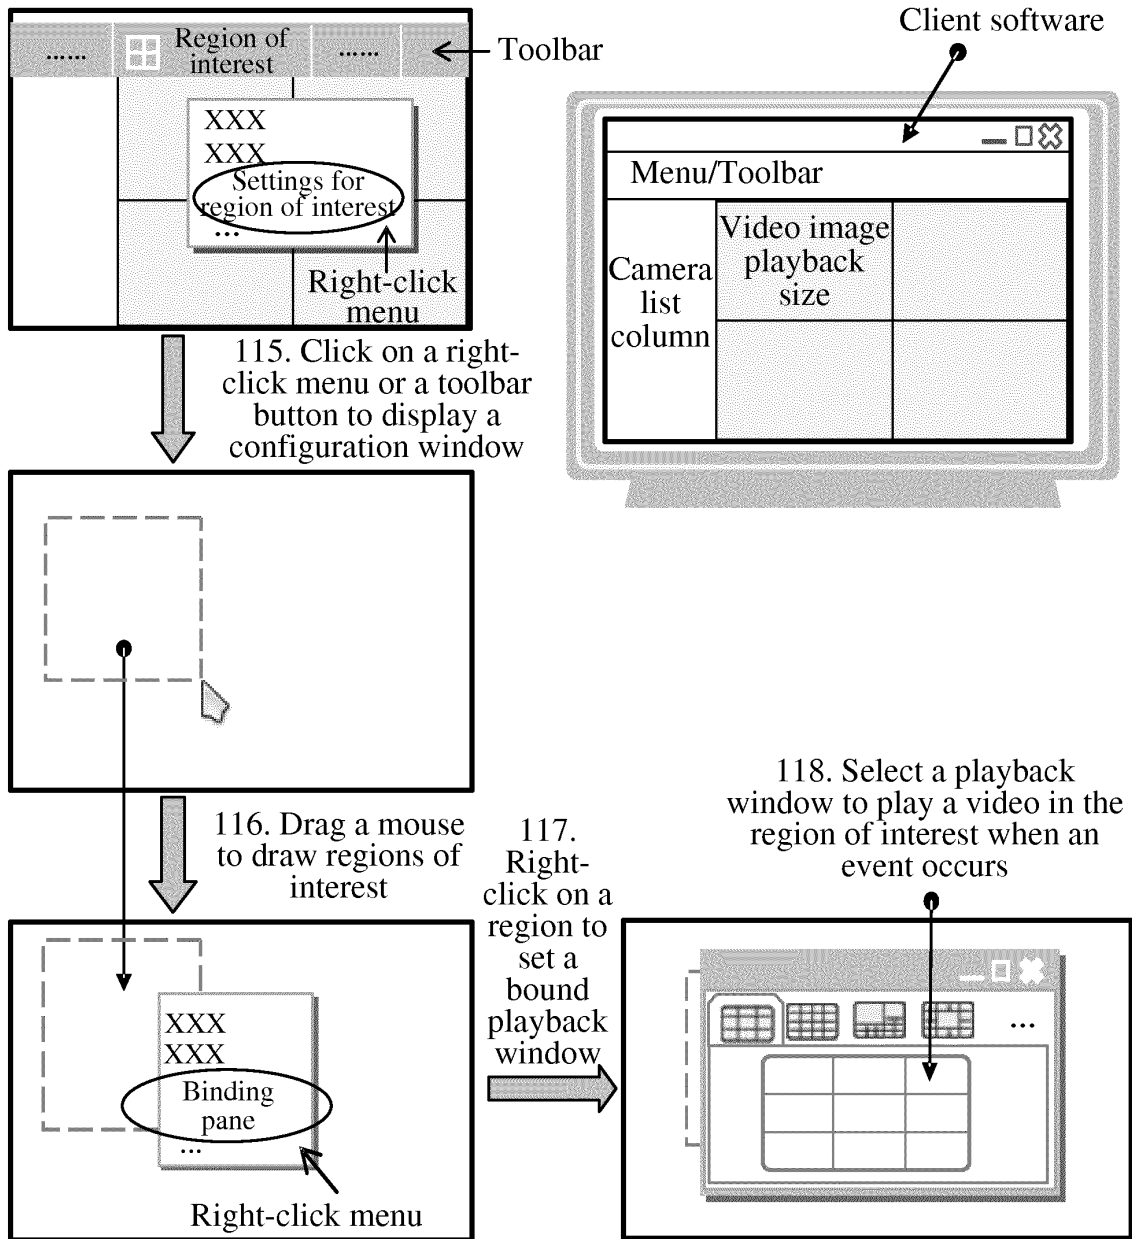 ......
Region of
interest
......
Toolbar
XXX
XXX
Settings for
region of interest
...
Right-click
menu
Client software
Menu/Toolbar
Camera
list
column
Video image
playback
size
115. Click on a right-
click menu or a toolbar
button to display a
configuration window
116. Drag a mouse
to draw regions of
interest
XXX
XXX
Binding
pane
...
Right-click menu
117.
Right-
click on a
region to
set a
bound
playback
window
118. Select a playback
window to play a video in the
region of interest when an
event occurs
...